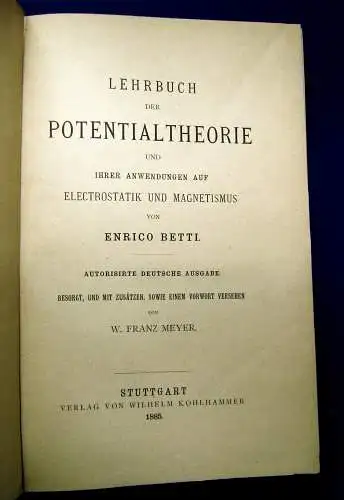 LEHRBUCH
DER
POTENTIALTHEORIE
UND
IHRER ANWENDUNGEN AUF
ELECTROSTATIK UND MAGNETISMUS
VON
ENRICO BETTI.
AUTORISIRTE DEUTSCHE AUSGABE
BESORGT, UND MIT ZUSÄTZEN, SOWIE EINEM VORWORT VERSEHEN
VON
W. FRANZ MEYER.
STUTTGART
VERLAG VON WILHELM KOHLHAMMER
1885.